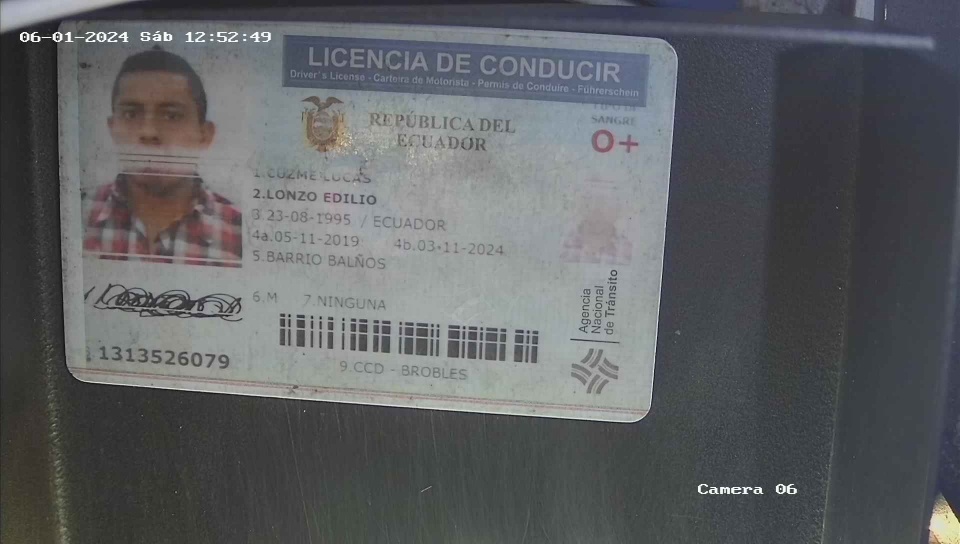 06-01-2024 Sáb 12:52:49
LICENCIA DE CONDUCIR
Driver's License - Carteira de Motorista - Permis de Conduire - Führerschein
REPÚBLICA DEL
ECUADOR
SANGRE
O+
1.CUZME LUCAS
2.LONZO EDILIO
3.23-08-1995 / ECUADOR
4a.05-11-2019 4b.03-11-2024
5.BARRIO BALÑOS
6.M 7.NINGUNA
9.CCD - BROBLES
1313526079
Agencia
Nacional
de Tránsito
Camera 06